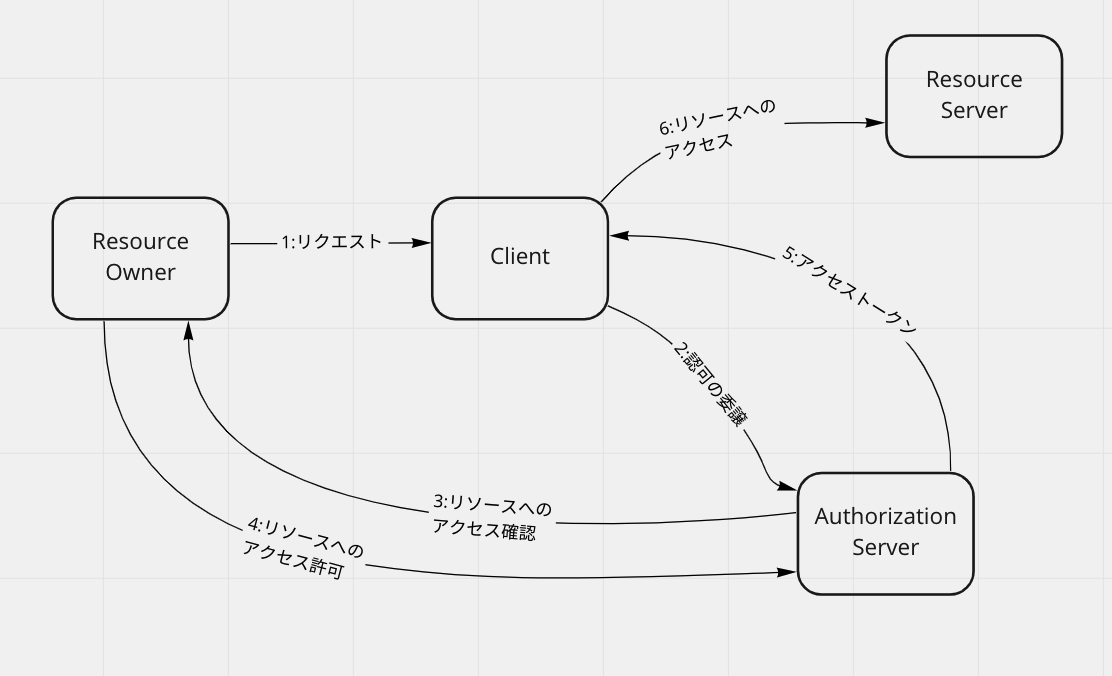 Resource
Server
6:リソースへの
アクセス
Resource
Owner
1:リクエスト
Client
5:アクセストークン
2:認可の委譲
3:リソースへの
アクセス確認
4:リソースへの
アクセス許可
Authorization
Server